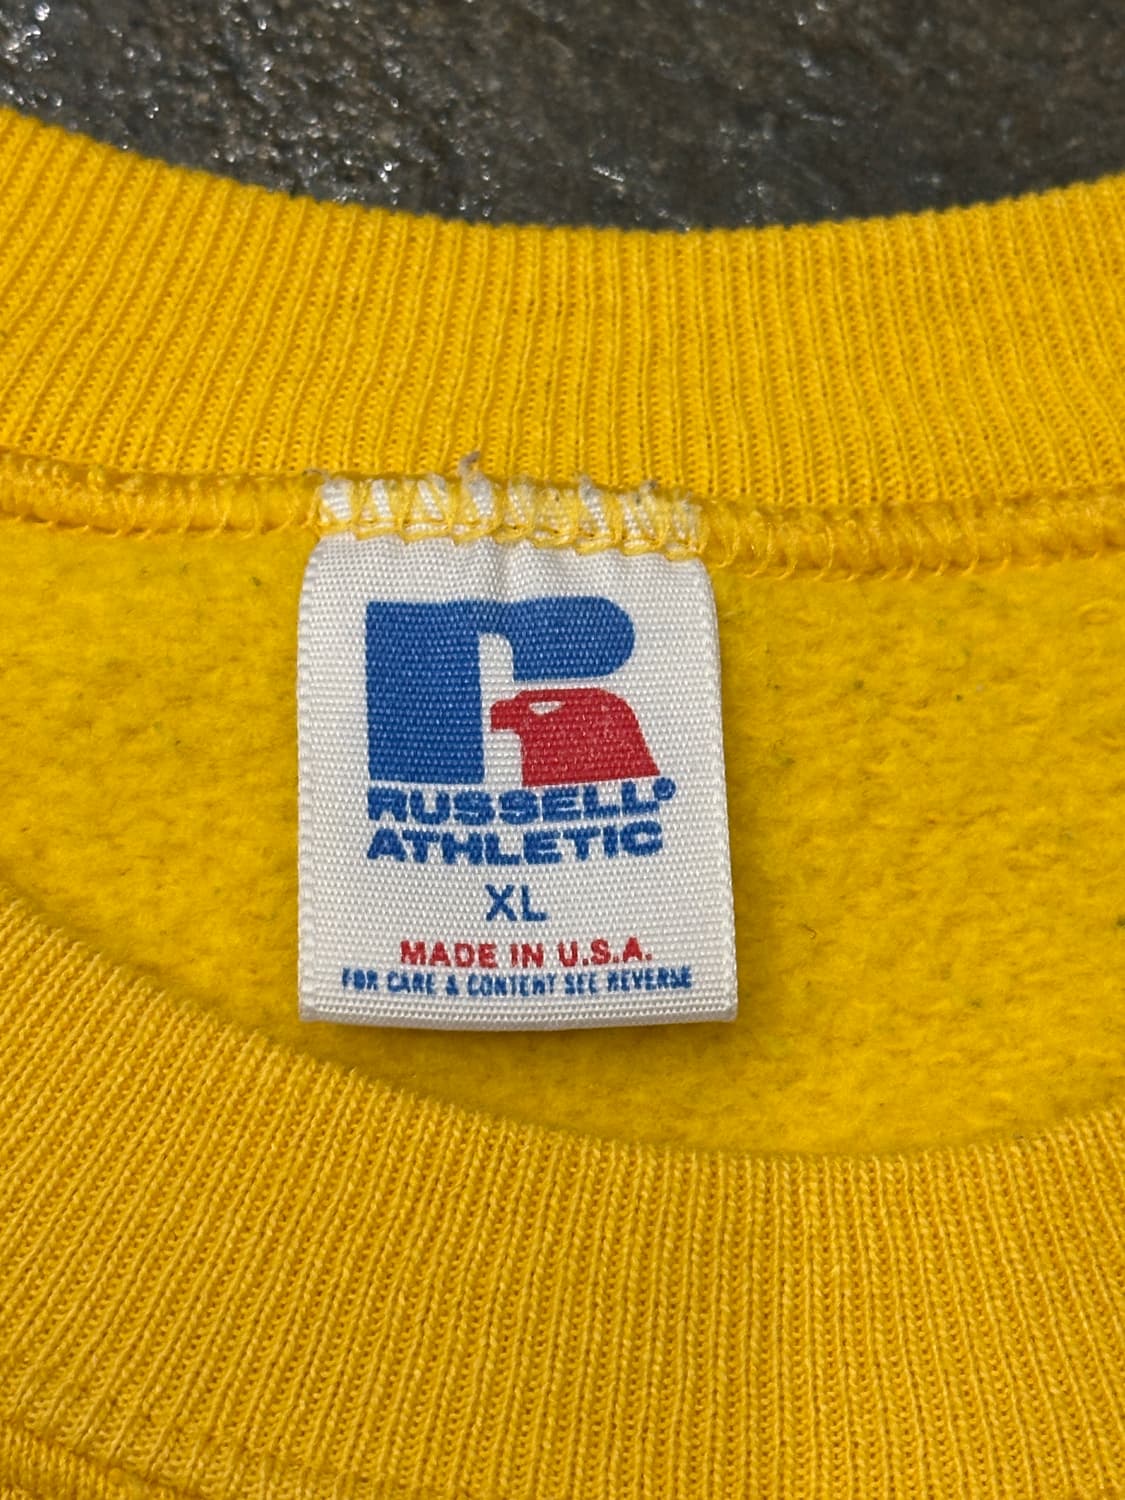 RUSSELL®
ATHLETIC
XL
MADE IN U.S.A.
FOR CARE & CONTENT SEE REVERSE